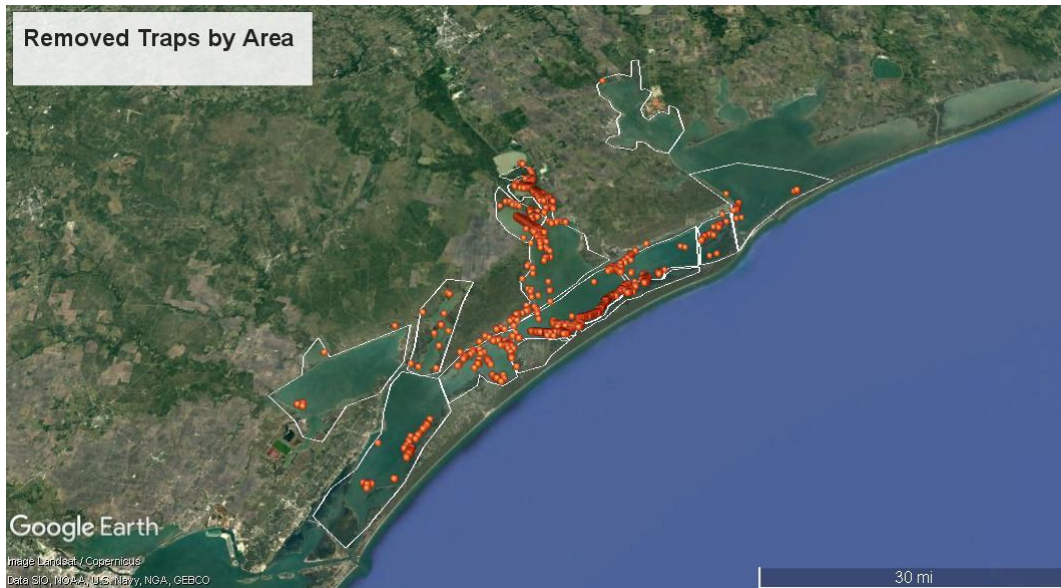 Removed Traps by Area
Google Earth
Image Landsat / Copernicus
Data SIO, NOAA, U.S. Navy, NGA, GEBCO
30 mi